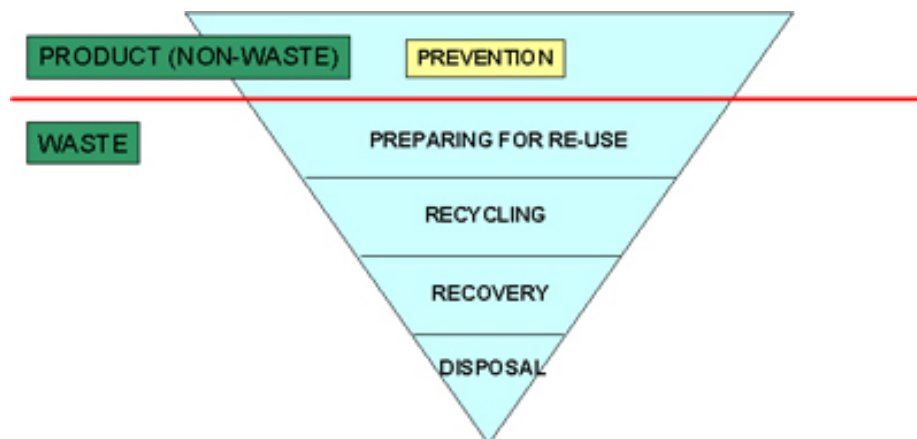 PRODUCT (NON-WASTE)
PREVENTION
WASTE
PREPARING FOR RE-USE
RECYCLING
RECOVERY
DISPOSAL